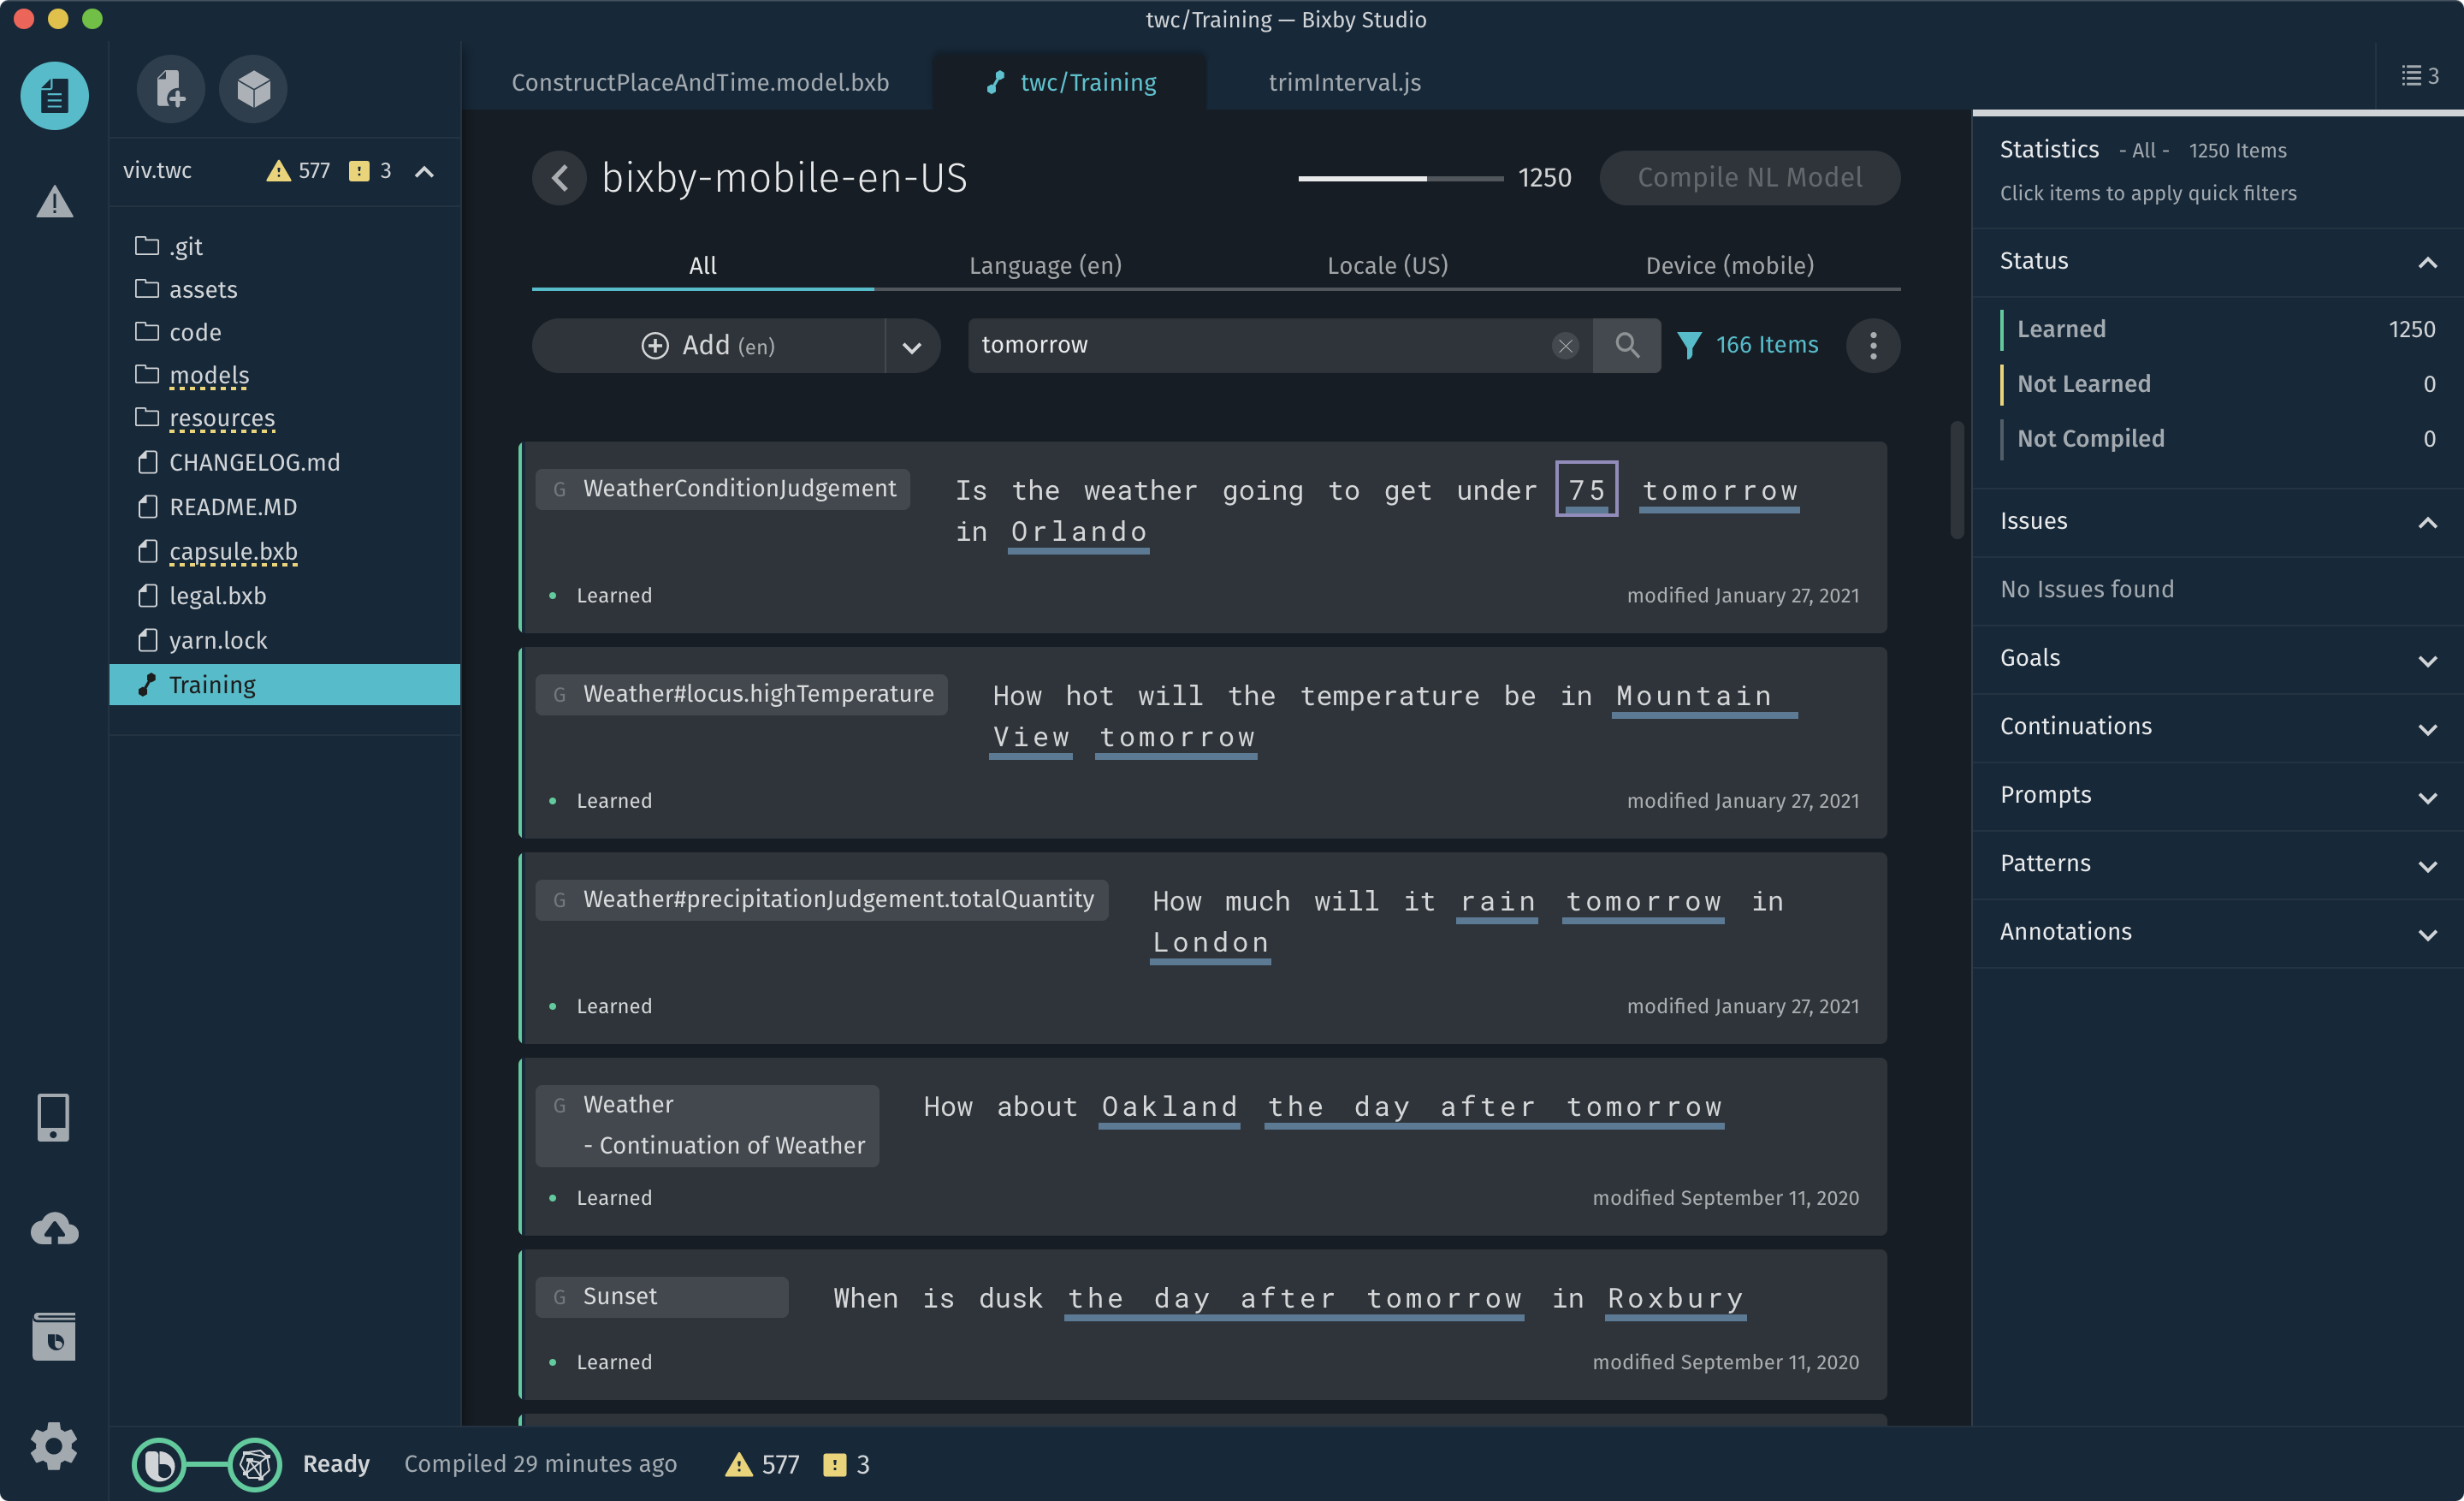 twc/Training — Bixby Studio
ConstructPlaceAndTime.model.bxb
twc/Training
trimInterval.js
3
viv.twc 577 3
.git
assets
code
models
resources
CHANGELOG.md
README.MD
capsule.bxb
legal.bxb
yarn.lock
Training
bixby-mobile-en-US
1250
Compile NL Model
All
Language (en)
Locale (US)
Device (mobile)
Add (en)
tomorrow
166 Items
G WeatherConditionJudgement
Is the weather going to get under 75 tomorrow
in Orlando
Learned
modified January 27, 2021
G Weather#locus.highTemperature
How hot will the temperature be in Mountain
View tomorrow
Learned
modified January 27, 2021
G Weather#precipitationJudgement.totalQuantity
How much will it rain tomorrow in
London
Learned
modified January 27, 2021
G Weather
- Continuation of Weather
How about Oakland the day after tomorrow
Learned
modified September 11, 2020
G Sunset
When is dusk the day after tomorrow in Roxbury
Learned
modified September 11, 2020
Statistics - All - 1250 Items
Click items to apply quick filters
Status
Learned 1250
Not Learned 0
Not Compiled 0
Issues
No Issues found
Goals
Continuations
Prompts
Patterns
Annotations
Ready
Compiled 29 minutes ago
577
3